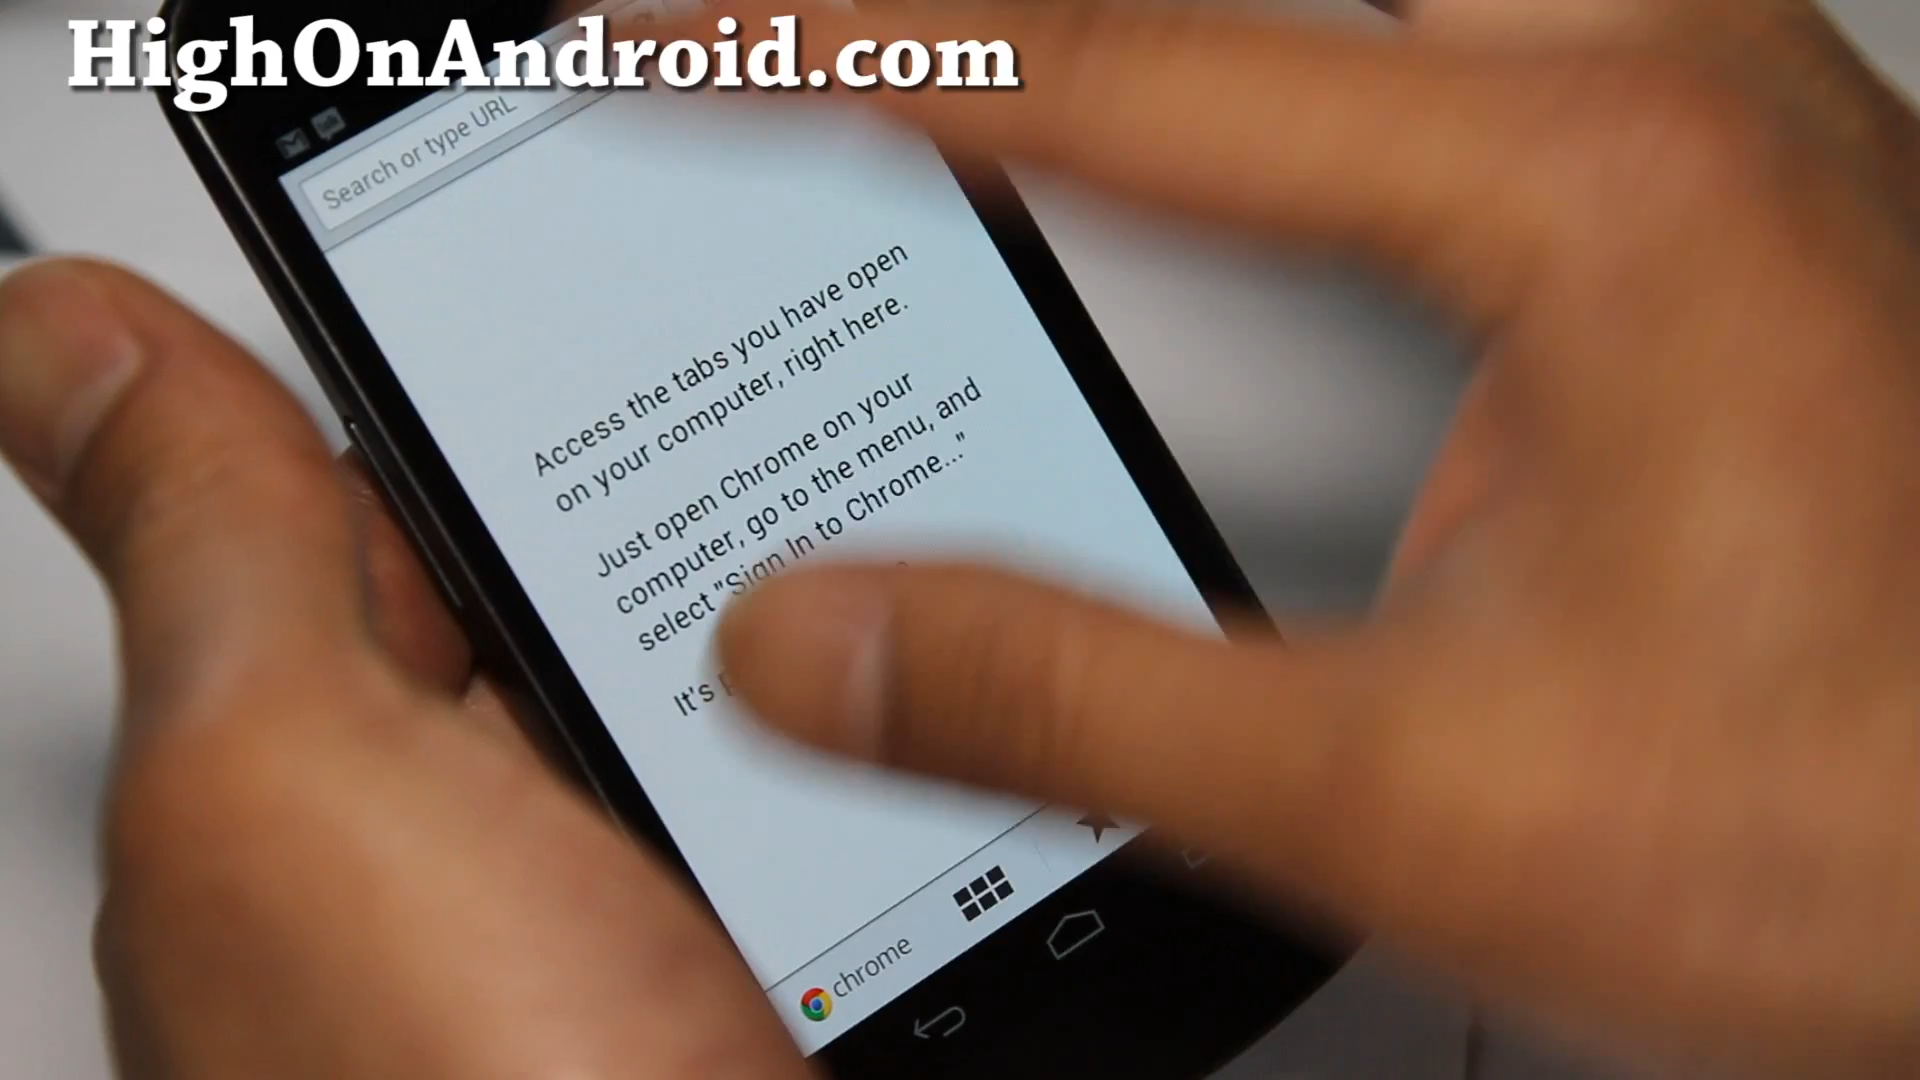 HighOnAndroid.com
Search or type URL
Access the tabs you have open
on your computer, right here.
Just open Chrome on your
computer, go to the menu, and
select "Sign In to Chrome..."
It's
chrome